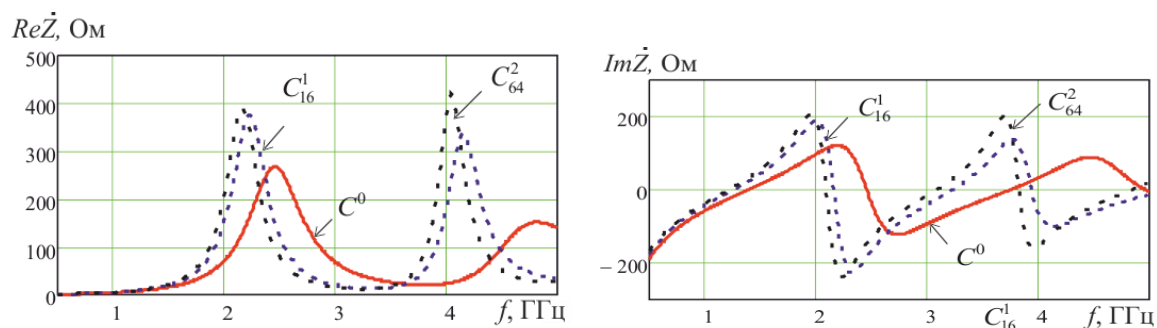 ReŻ, Ом
500
400
300
200
100
0
C¹₁₆
C²₆₄
C⁰
1 2 3 4 f, ГГц
ImŻ, Ом
200
0
– 200
C¹₁₆
C²₆₄
C⁰
1 2 3 C¹₁₆ 4 f, ГГц